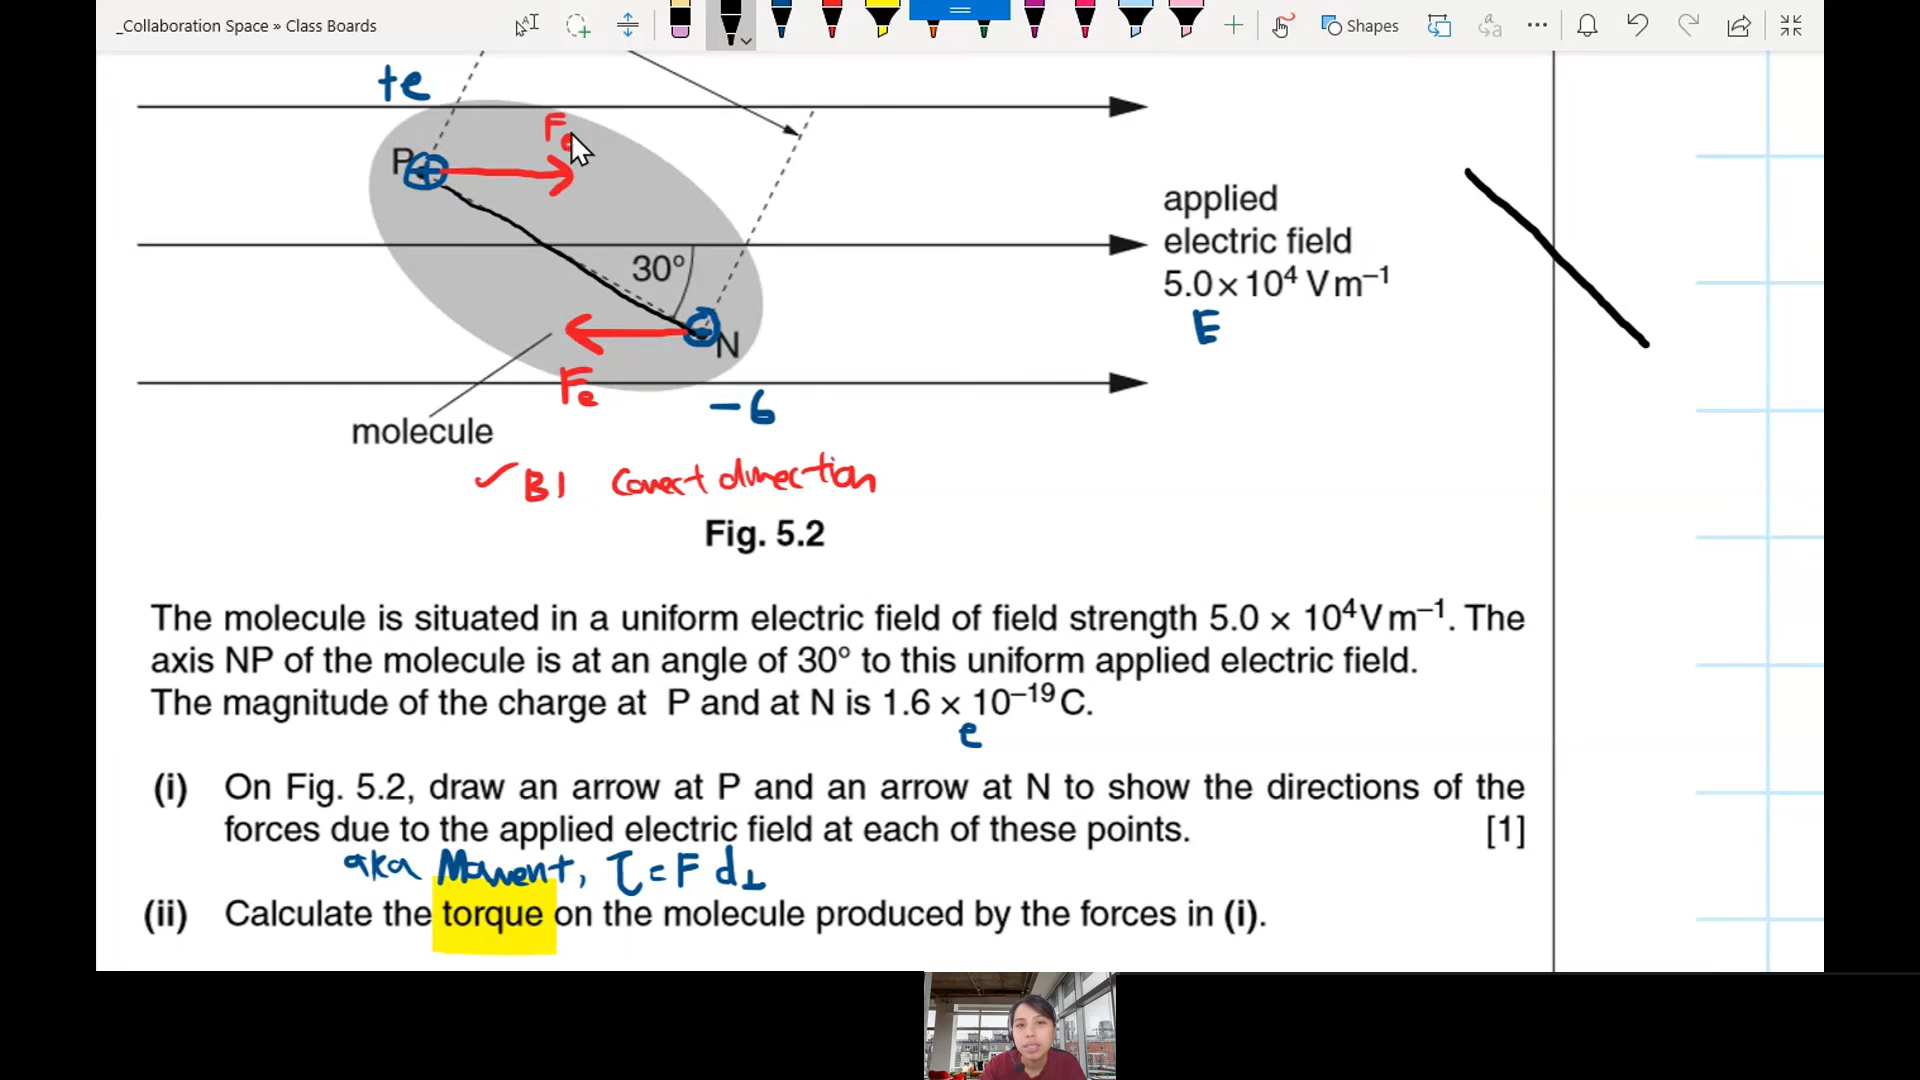 _Collaboration Space » Class Boards
Shapes
+e
Fe
P
applied
electric field
5.0×10⁴ V m⁻¹
30°
E
N
Fe
-e
molecule
✓ B1 Correct direction
Fig. 5.2
The molecule is situated in a uniform electric field of field strength 5.0 × 10⁴ V m⁻¹. The
axis NP of the molecule is at an angle of 30° to this uniform applied electric field.
The magnitude of the charge at P and at N is 1.6 × 10⁻¹⁹ C.
e
(i) On Fig. 5.2, draw an arrow at P and an arrow at N to show the directions of the
forces due to the applied electric field at each of these points. [1]
aka Moment, τ = F d⊥
(ii) Calculate the torque on the molecule produced by the forces in (i).